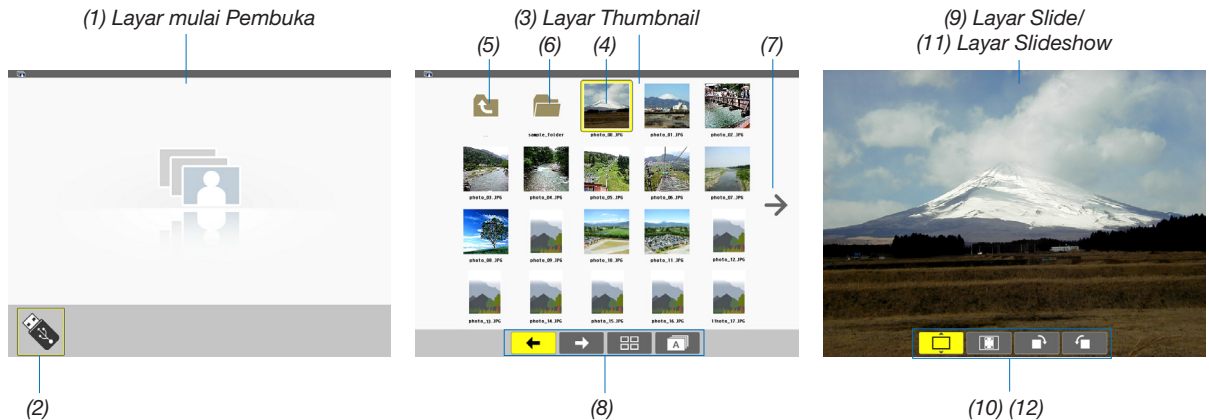 (1) Layar mulai Pembuka
(3) Layar Thumbnail
(9) Layar Slide/
(11) Layar Slideshow
(5) (6) (4) (7)
sample_folder photo_00.JPG photo_01.JPG photo_02.JPG
photo_03.JPG photo_04.JPG photo_05.JPG photo_06.JPG photo_07.JPG
photo_08.JPG photo_09.JPG photo_10.JPG photo_11.JPG photo_12.JPG
photo_13.JPG photo_14.JPG photo_15.JPG photo_16.JPG photo_17.JPG
A
(2)
(8)
(10) (12)